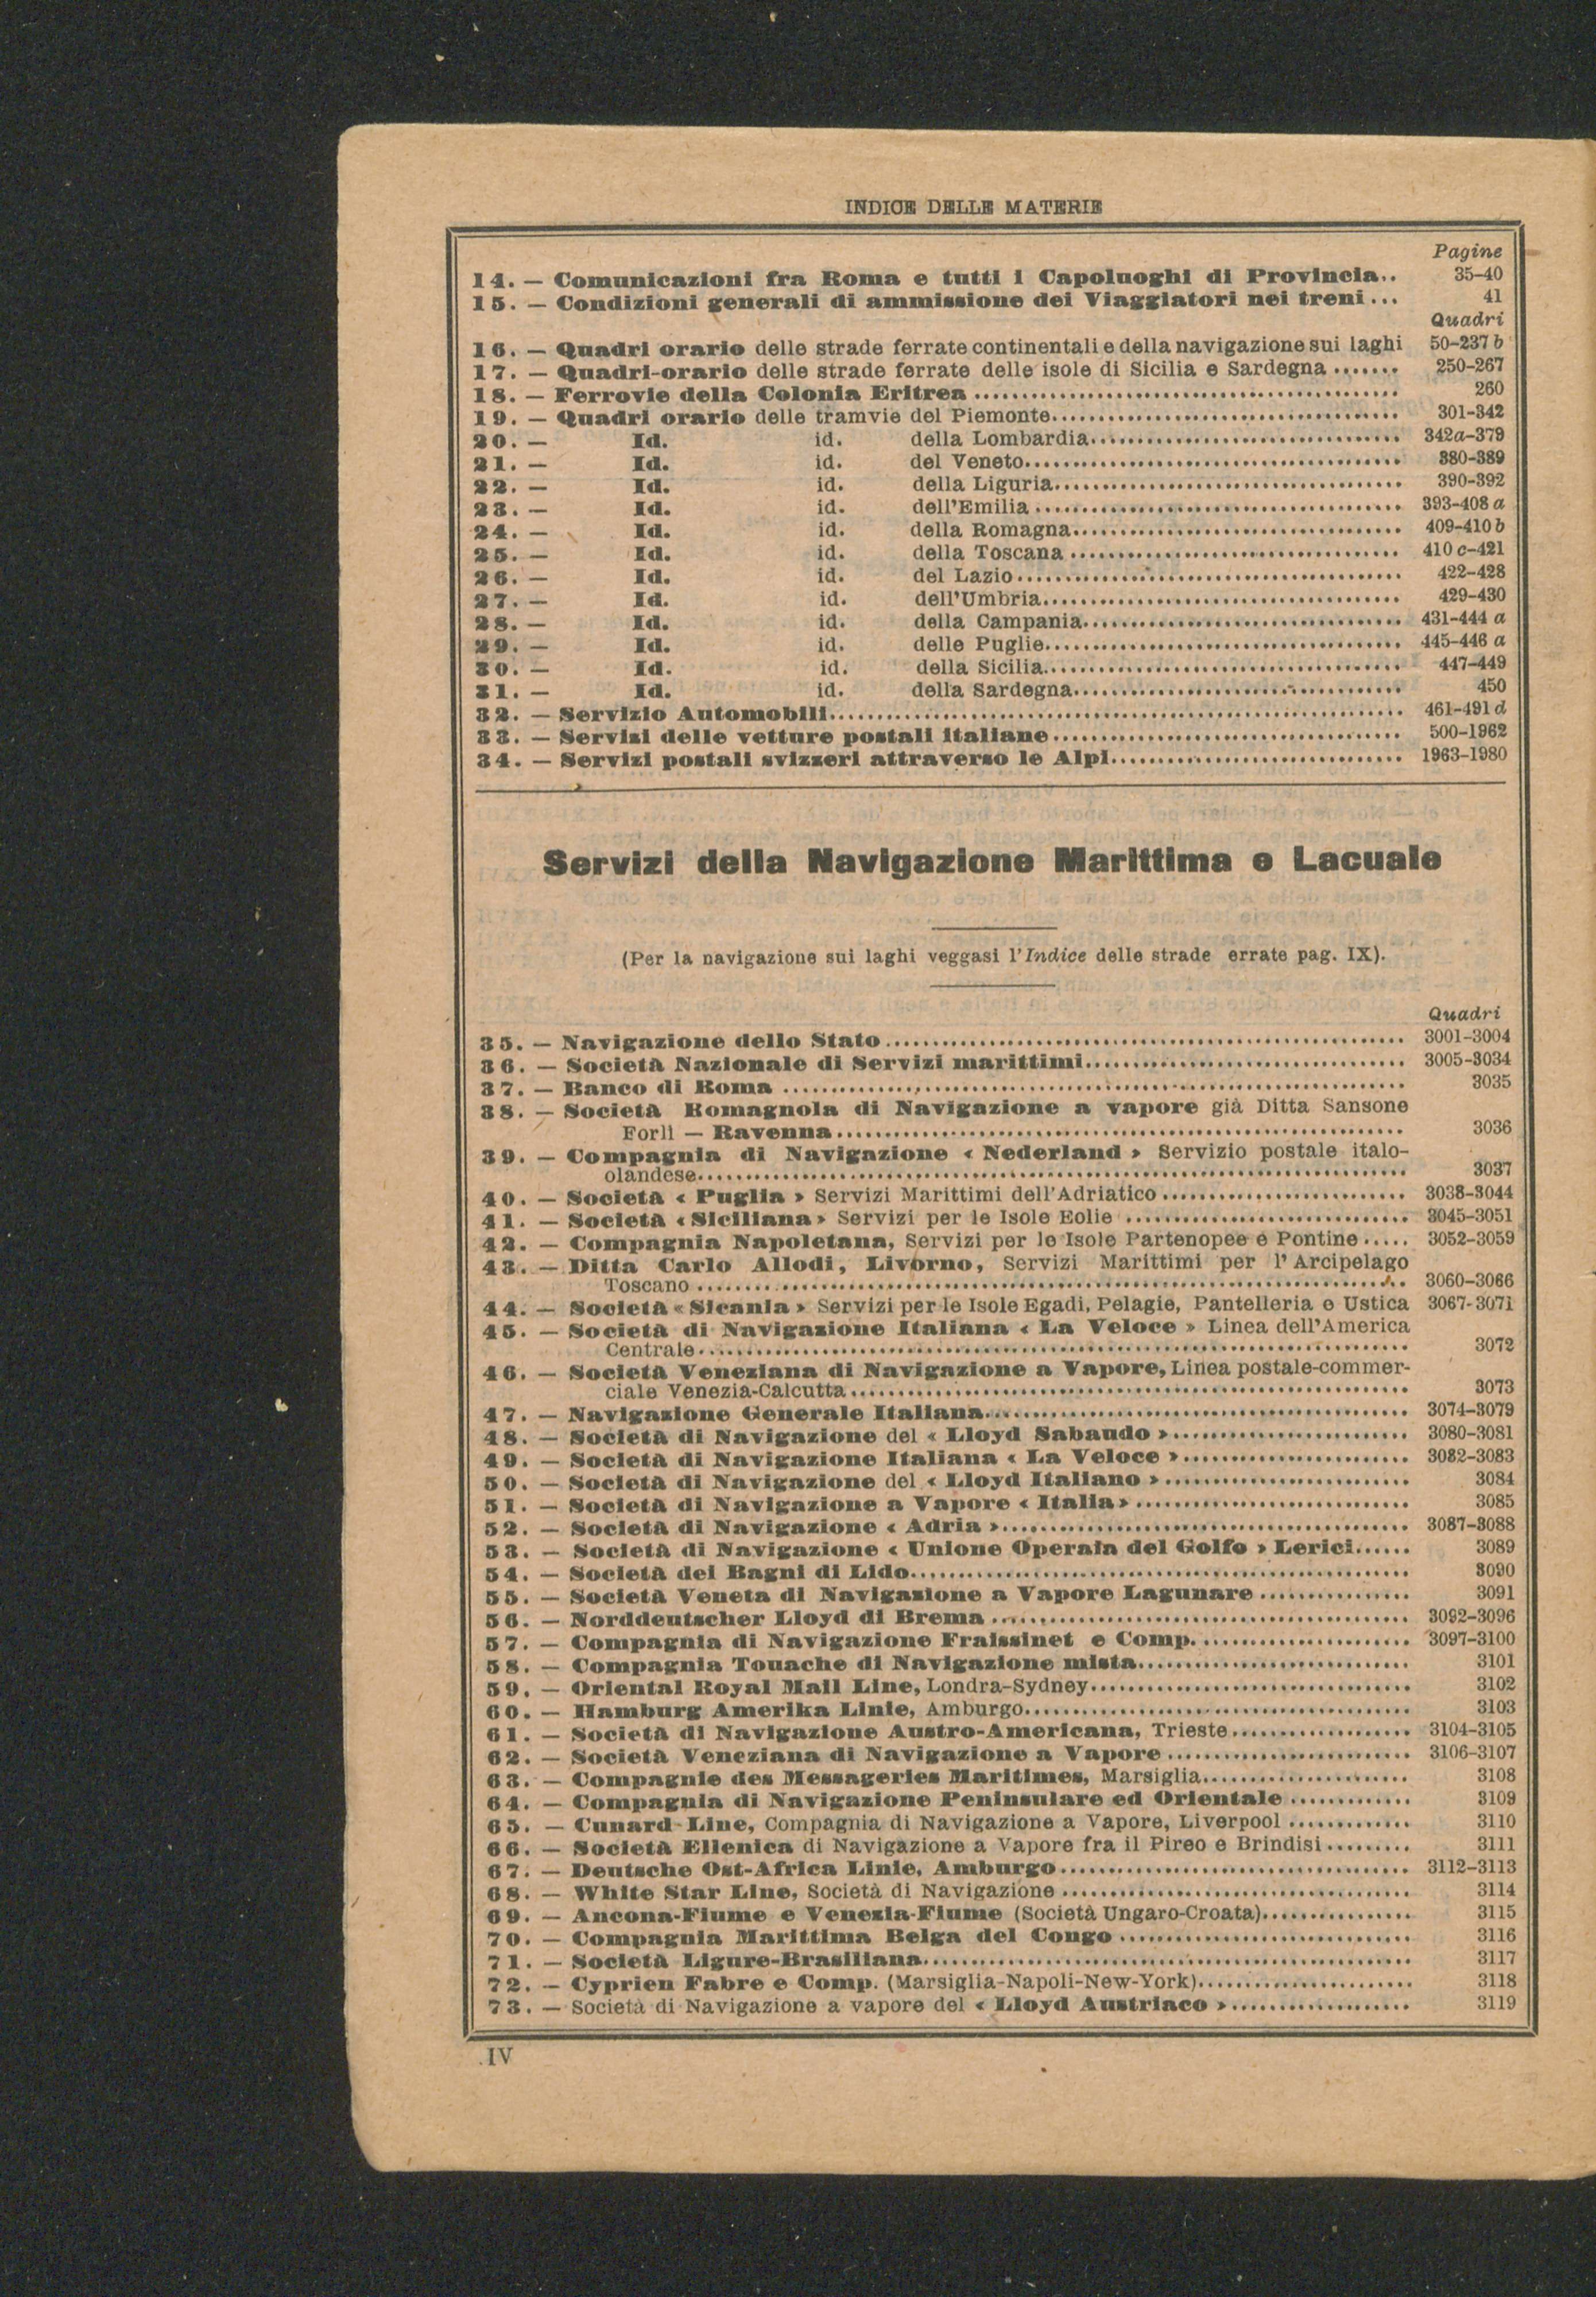 INDICE DELLE MATERIE
Pagine
14. — Comunicazioni fra Roma e tutti i Capoluoghi di Provincia.. 35-40
15. — Condizioni generali di ammissione dei Viaggiatori nei treni... 41
Quadri
16. — Quadri orario delle strade ferrate continentali e della navigazione sui laghi 50-237 b
17. — Quadri-orario delle strade ferrate delle isole di Sicilia e Sardegna ....... 250-267
18. — Ferrovie della Colonia Eritrea ....... 260
19. — Quadri orario delle tramvie del Piemonte....... 301-342
20. — Id. id. della Lombardia....... 342a-379
21. — Id. id. del Veneto....... 380-389
22. — Id. id. della Liguria....... 390-392
23. — Id. id. dell'Emilia ....... 393-408 a
24. — Id. id. della Romagna....... 409-410 b
25. — Id. id. della Toscana ....... 410 c-421
26. — Id. id. del Lazio....... 422-428
27. — Id. id. dell'Umbria....... 429-430
28. — Id. id. della Campania....... 431-444 a
29. — Id. id. delle Puglie....... 445-446 a
30. — Id. id. della Sicilia....... 447-449
31. — Id. id. della Sardegna....... 450
32. — Servizio Automobili....... 461-491 d
33. — Servizi delle vetture postali italiane ....... 500-1962
34. — Servizi postali svizzeri attraverso le Alpi....... 1963-1980
Servizi della Navigazione Marittima e Lacuale
(Per la navigazione sui laghi veggasi l'Indice delle strade errate pag. IX).
Quadri
35. — Navigazione dello Stato ....... 3001-3004
36. — Società Nazionale di Servizi marittimi....... 3005-3034
37. — Banco di Roma ....... 3035
38. — Società Romagnola di Navigazione a vapore già Ditta Sansone
Forlì — Ravenna ....... 3036
39. — Compagnia di Navigazione « Nederland » Servizio postale italo-
olandese....... 3037
40. — Società « Puglia » Servizi Marittimi dell'Adriatico ....... 3038-3044
41. — Società « Siciliana » Servizi per le Isole Eolie ....... 3045-3051
42. — Compagnia Napoletana, Servizi per le Isole Partenopee e Pontine ..... 3052-3059
43. — Ditta Carlo Allodi, Livorno, Servizi Marittimi per l'Arcipelago
Toscano ....... 3060-3066
44. — Società « Sicania » Servizi per le Isole Egadi, Pelagie, Pantelleria e Ustica 3067-3071
45. — Società di Navigazione Italiana « La Veloce » Linea dell'America
Centrale....... 3072
46. — Società Veneziana di Navigazione a Vapore, Linea postale-commer-
ciale Venezia-Calcutta ....... 3073
47. — Navigazione Generale Italiana....... 3074-3079
48. — Società di Navigazione del « Lloyd Sabaudo »....... 3080-3081
49. — Società di Navigazione Italiana « La Veloce »....... 3082-3083
50. — Società di Navigazione del « Lloyd Italiano »....... 3084
51. — Società di Navigazione a Vapore « Italia » ....... 3085
52. — Società di Navigazione « Adria »....... 3087-3088
53. — Società di Navigazione « Unione Operaia del Golfo » Lerici...... 3089
54. — Società dei Bagni di Lido....... 3090
55. — Società Veneta di Navigazione a Vapore Lagunare ....... 3091
56. — Norddeutscher Lloyd di Brema ....... 3092-3096
57. — Compagnia di Navigazione Fraissinet e Comp. ....... 3097-3100
58. — Compagnia Touache di Navigazione mista....... 3101
59. — Oriental Royal Mail Line, Londra-Sydney....... 3102
60. — Hamburg Amerika Linie, Amburgo....... 3103
61. — Società di Navigazione Austro-Americana, Trieste....... 3104-3105
62. — Società Veneziana di Navigazione a Vapore ....... 3106-3107
63. — Compagnie des Messageries Maritimes, Marsiglia....... 3108
64. — Compagnia di Navigazione Peninsulare ed Orientale ....... 3109
65. — Cunard-Line, Compagnia di Navigazione a Vapore, Liverpool ....... 3110
66. — Società Ellenica di Navigazione a Vapore fra il Pireo e Brindisi ....... 3111
67. — Deutsche Ost-Africa Linie, Amburgo ....... 3112-3113
68. — White Star Line, Società di Navigazione ....... 3114
69. — Ancona-Fiume e Venezia-Fiume (Società Ungaro-Croata)....... 3115
70. — Compagnia Marittima Belga del Congo ....... 3116
71. — Società Ligure-Brasiliana....... 3117
72. — Cyprien Fabre e Comp. (Marsiglia-Napoli-New-York)....... 3118
73. — Società di Navigazione a vapore del « Lloyd Austriaco »....... 3119
IV